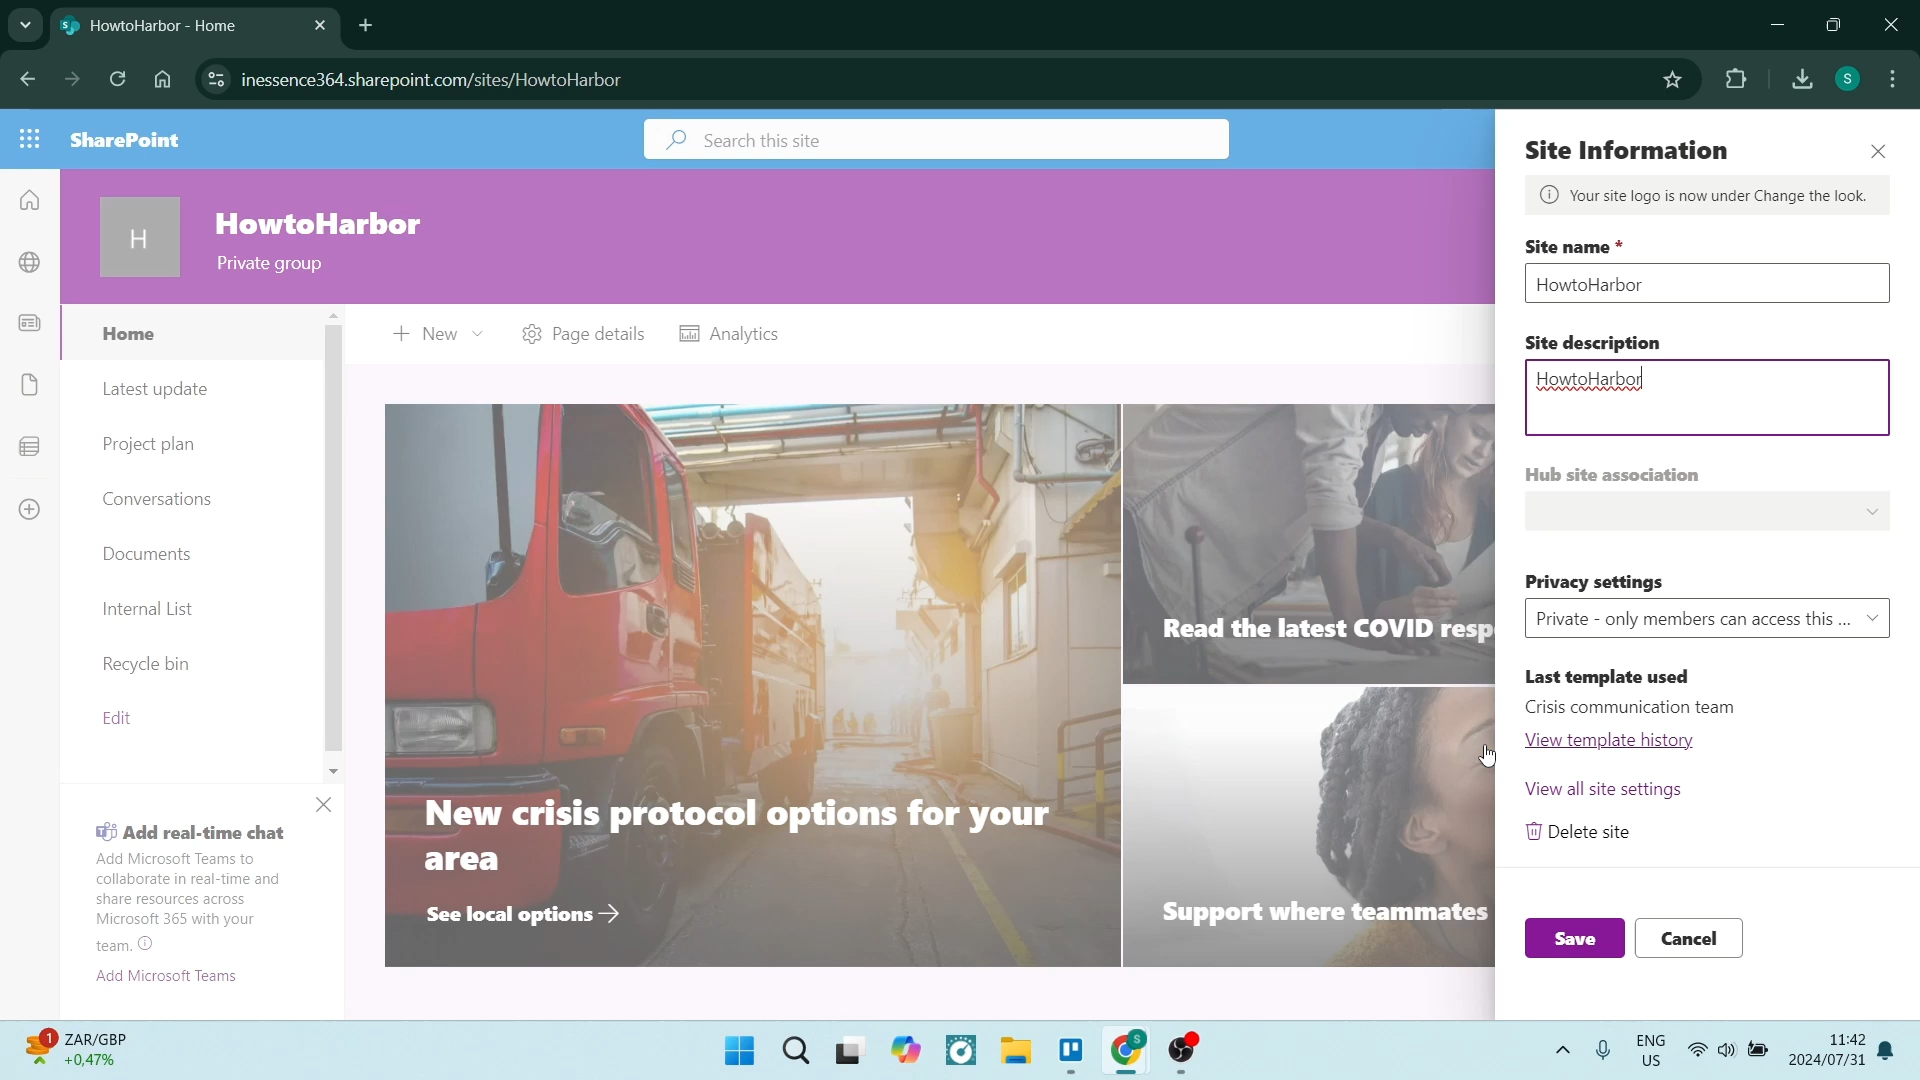 HowtoHarbor - Home
inessence364.sharepoint.com/sites/HowtoHarbor
S
SharePoint
Search this site
H
HowtoHarbor
Private group
Home
Latest update
Project plan
Conversations
Documents
Internal List
Recycle bin
Edit
Add real-time chat
Add Microsoft Teams to
collaborate in real-time and
share resources across
Microsoft 365 with your
team.
Add Microsoft Teams
New
Page details
Analytics
New crisis protocol options for your
area
See local options
Read the latest COVID resp
Support where teammates
Site Information
Your site logo is now under Change the look.
Site name *
HowtoHarbor
Site description
HowtoHarbor
Hub site association
Privacy settings
Private - only members can access this ...
Last template used
Crisis communication team
View template history
View all site settings
Delete site
Save
Cancel
1
ZAR/GBP
+0,47%
S
ENG
US
11:42
2024/07/31